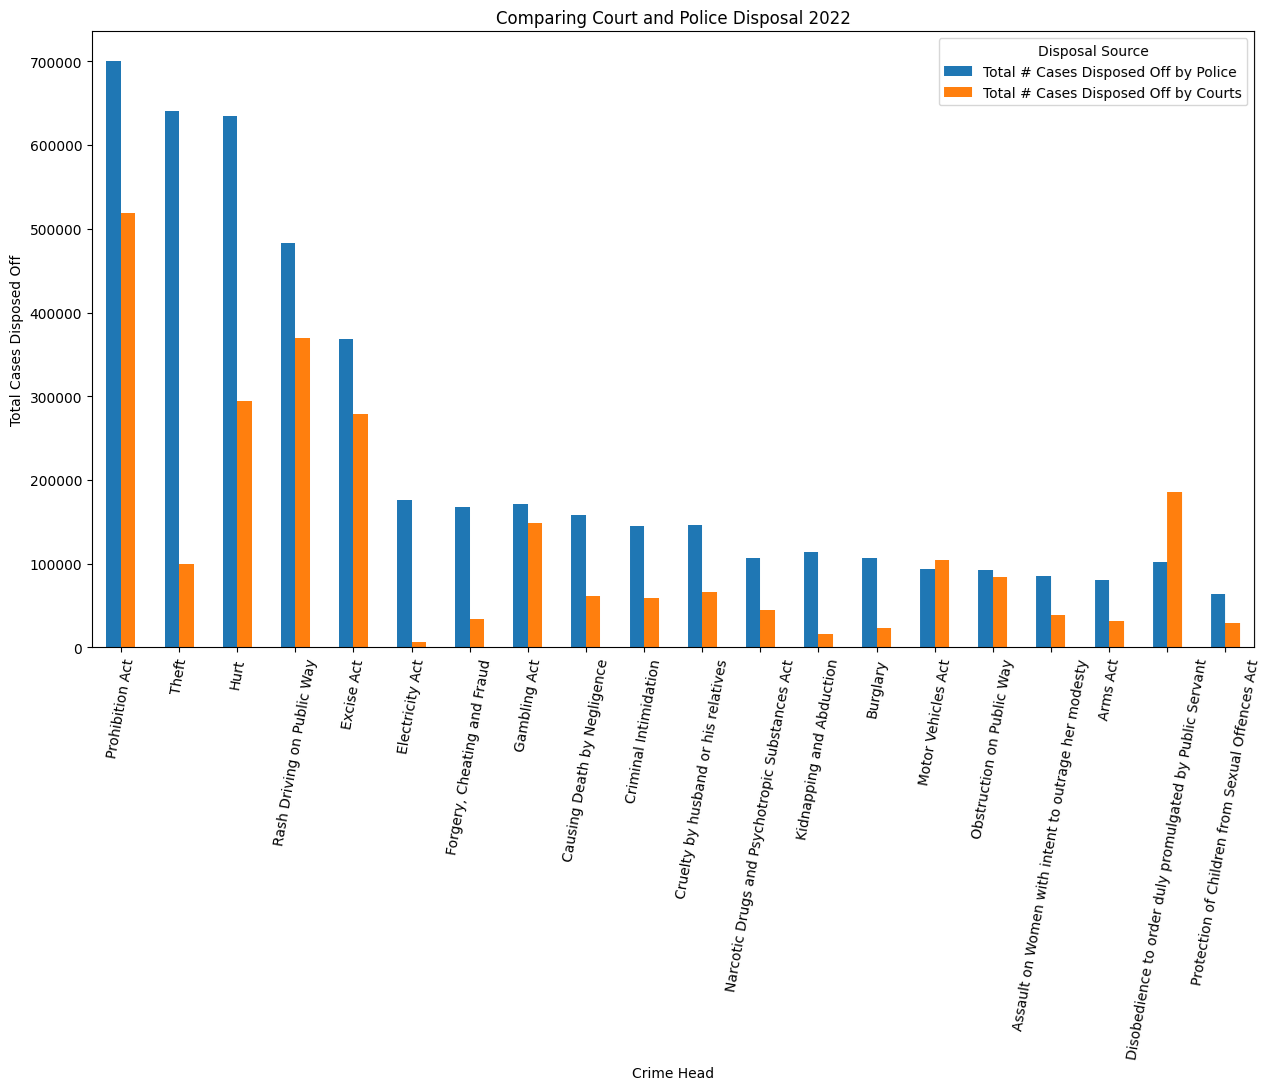 Comparing Court and Police Disposal 2022
Disposal Source
Total # Cases Disposed Off by Police
Total # Cases Disposed Off by Courts
Total Cases Disposed Off
700000
600000
500000
400000
300000
200000
100000
0
Prohibition Act
Theft
Hurt
Rash Driving on Public Way
Excise Act
Electricity Act
Forgery, Cheating and Fraud
Gambling Act
Causing Death by Negligence
Criminal Intimidation
Cruelty by husband or his relatives
Narcotic Drugs and Psychotropic Substances Act
Kidnapping and Abduction
Burglary
Motor Vehicles Act
Obstruction on Public Way
Assault on Women with intent to outrage her modesty
Arms Act
Disobedience to order duly promulgated by Public Servant
Protection of Children from Sexual Offences Act
Crime Head